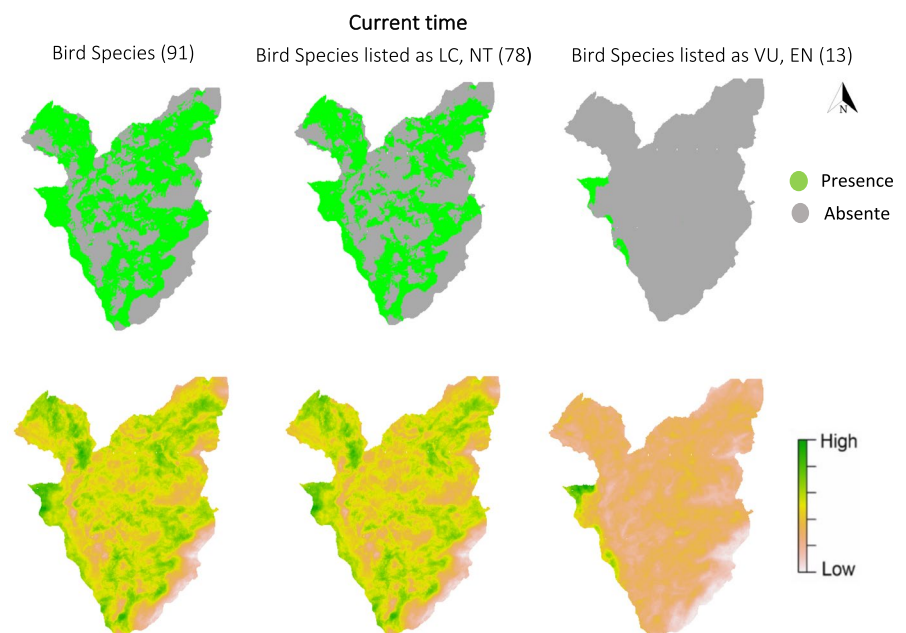 Current time
Bird Species (91)
Bird Species listed as LC, NT (78)
Bird Species listed as VU, EN (13)
N
Presence
Absente
High
Low